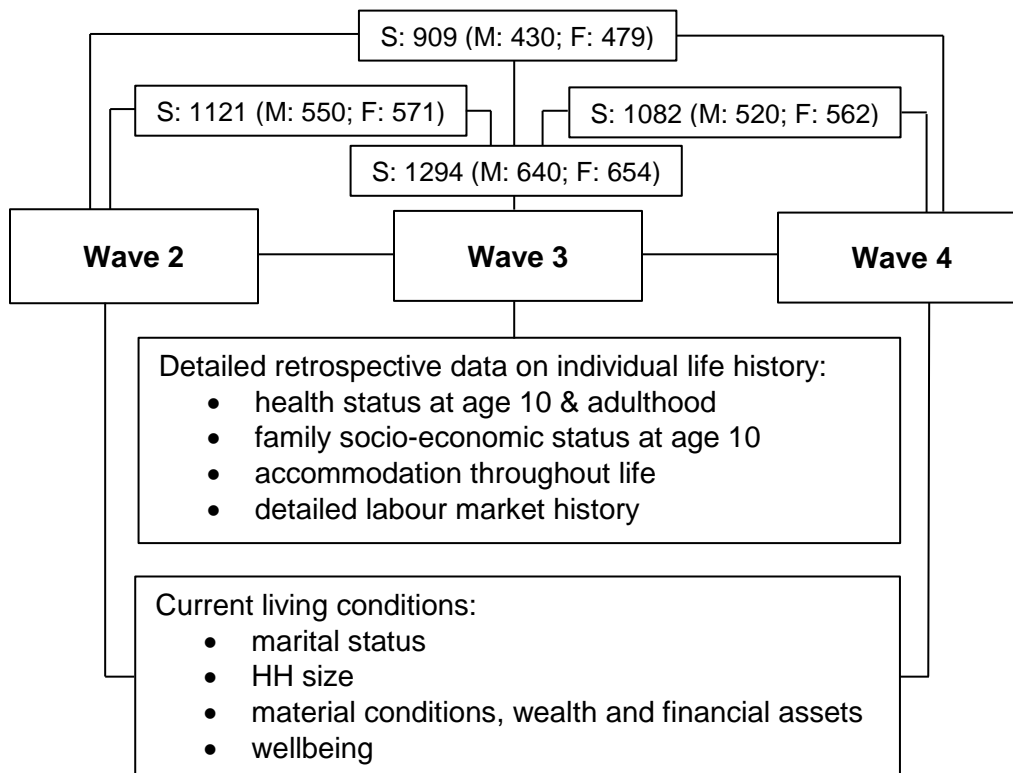 S: 909 (M: 430; F: 479)
S: 1121 (M: 550; F: 571)
S: 1082 (M: 520; F: 562)
S: 1294 (M: 640; F: 654)
Wave 2
Wave 3
Wave 4
Detailed retrospective data on individual life history:
• health status at age 10 & adulthood
• family socio-economic status at age 10
• accommodation throughout life
• detailed labour market history
Current living conditions:
• marital status
• HH size
• material conditions, wealth and financial assets
• wellbeing